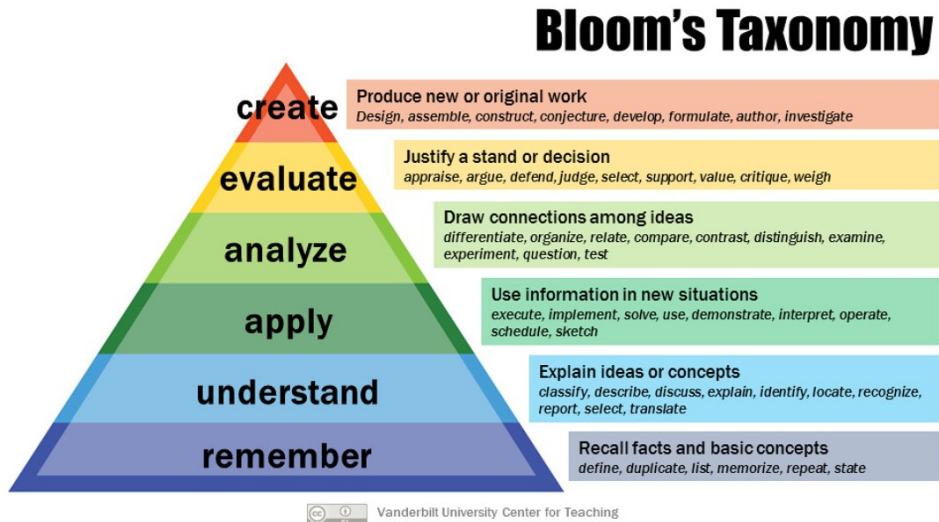 Bloom's Taxonomy
create
Produce new or original work
Design, assemble, construct, conjecture, develop, formulate, author, investigate
evaluate
Justify a stand or decision
appraise, argue, defend, judge, select, support, value, critique, weigh
analyze
Draw connections among ideas
differentiate, organize, relate, compare, contrast, distinguish, examine,
experiment, question, test
apply
Use information in new situations
execute, implement, solve, use, demonstrate, interpret, operate,
schedule, sketch
understand
Explain ideas or concepts
classify, describe, discuss, explain, identify, locate, recognize,
report, select, translate
remember
Recall facts and basic concepts
define, duplicate, list, memorize, repeat, state
cc
Vanderbilt University Center for Teaching